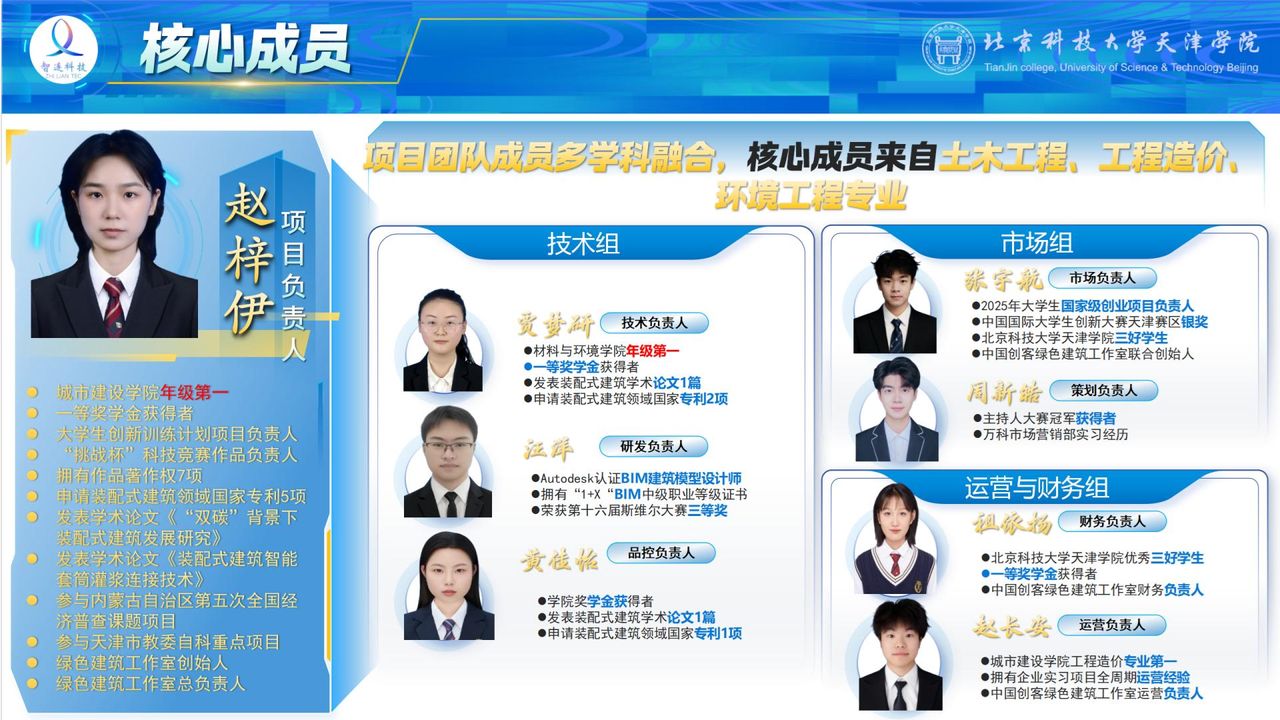 智连科技
ZHI LIAN TEC
核心成员
北京科技大学天津学院
TianJin college, University of Science & Technology Beijing
赵梓伊
项目负责人
城市建设学院年级第一
一等奖学金获得者
大学生创新训练计划项目负责人
“挑战杯”科技竞赛作品负责人
拥有作品著作权7项
申请装配式建筑领域国家专利5项
发表学术论文《“双碳”背景下
装配式建筑发展研究》
发表学术论文《装配式建筑智能
套筒灌浆连接技术》
参与内蒙古自治区第五次全国经
济普查课题项目
参与天津市教委自科重点项目
绿色建筑工作室创始人
绿色建筑工作室总负责人
项目团队成员多学科融合，核心成员来自土木工程、工程造价、
环境工程专业
技术组
贾梦研 技术负责人
●材料与环境学院年级第一
●一等奖学金获得者
●发表装配式建筑学术论文1篇
●申请装配式建筑领域国家专利2项
汪洋 研发负责人
●Autodesk认证BIM建筑模型设计师
●拥有“1+X“BIM中级职业等级证书
●荣获第十六届斯维尔大赛三等奖
黄佳怡 品控负责人
●学院奖学金获得者
●发表装配式建筑学术论文1篇
●申请装配式建筑领域国家专利1项
市场组
张宇航 市场负责人
●2025年大学生国家级创业项目负责人
●中国国际大学生创新大赛天津赛区银奖
●北京科技大学天津学院三好学生
●中国创客绿色建筑工作室联合创始人
周新皓 策划负责人
●主持人大赛冠军获得者
●万科市场营销部实习经历
运营与财务组
祖依扬 财务负责人
●北京科技大学天津学院优秀三好学生
●一等奖学金获得者
●中国创客绿色建筑工作室财务负责人
赵长安 运营负责人
●城市建设学院工程造价专业第一
●拥有企业实习项目全周期运营经验
●中国创客绿色建筑工作室运营负责人